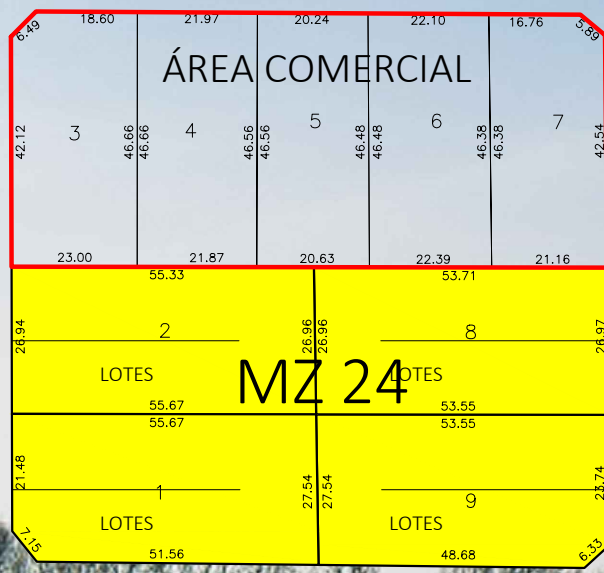 6.49 18.60 21.97 20.24 22.10 16.76 5.89
ÁREA COMERCIAL
42.12 3 46.66 46.66 4 46.56 46.56 5 46.48 46.48 6 46.38 46.38 7 42.54
23.00 21.87 20.63 22.39 21.16
55.33 53.71
26.94 2 26.96 26.96 8 26.97
LOTES MZ 24 LOTES
55.67 53.55
55.67 53.55
21.48 1 27.54 27.54 9 23.74
LOTES LOTES
7.15 51.56 48.68 6.33